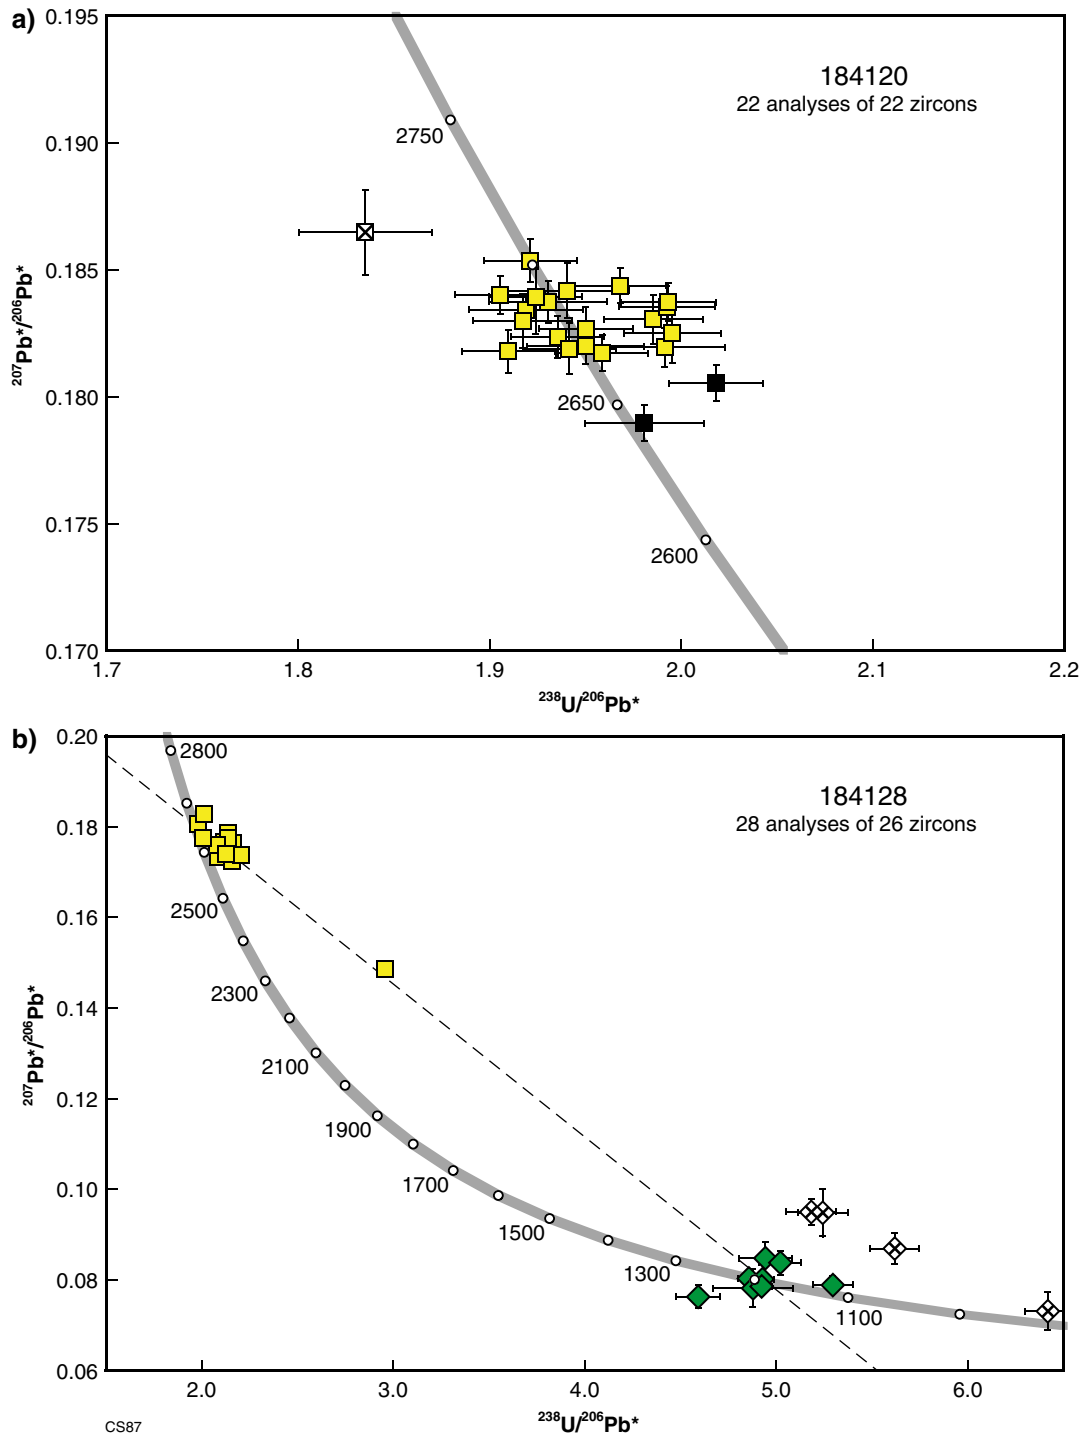 a)
0.195
184120
22 analyses of 22 zircons
2750
0.190
0.185
207Pb*/206Pb*
0.180
2650
0.175
2600
0.170
1.7 1.8 1.9 2.0 2.1 2.2
238U/206Pb*
b)
0.20
2800
184128
28 analyses of 26 zircons
0.18
2500
0.16
2300
0.14
207Pb*/206Pb*
2100
0.12
1900
1700
0.10
1500
1300
0.08
1100
0.06
2.0 3.0 4.0 5.0 6.0
238U/206Pb*
CS87